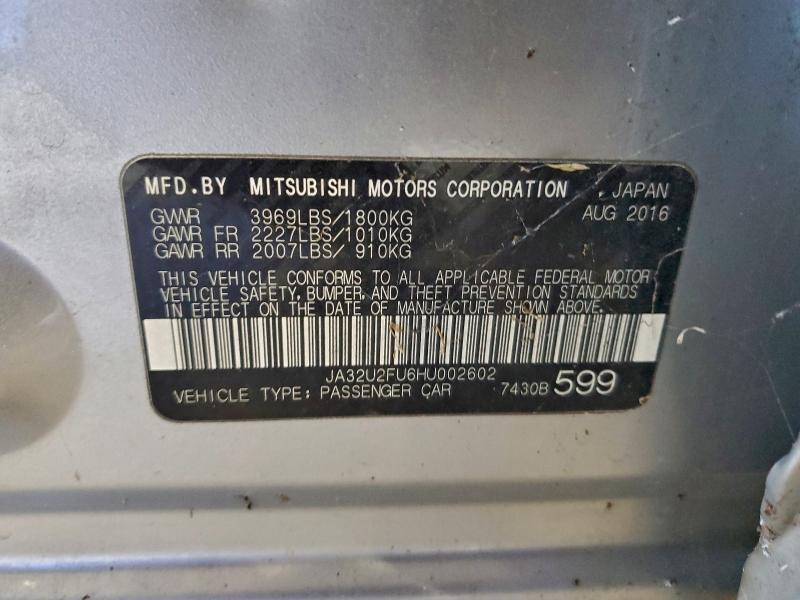 MFD.BY MITSUBISHI MOTORS CORPORATION , JAPAN
GVWR 3969LBS/1800KG AUG 2016
GAWR FR 2227LBS/1010KG
GAWR RR 2007LBS/ 910KG
THIS VEHICLE CONFORMS TO ALL APPLICABLE FEDERAL MOTOR
VEHICLE SAFETY, BUMPER, AND THEFT PREVENTION STANDARDS
IN EFFECT ON THE DATE OF MANUFACTURE SHOWN ABOVE.
JA32U2FU6HU002602
VEHICLE TYPE: PASSENGER CAR 7430B 599